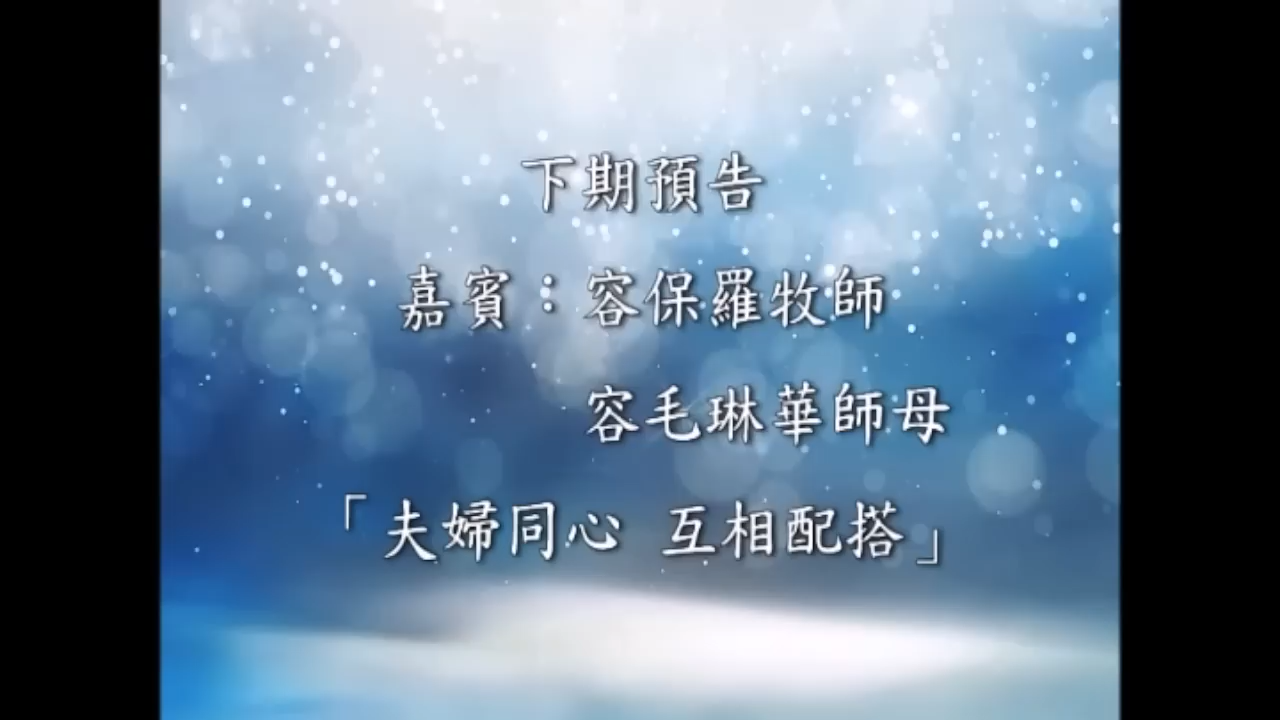 下期預告
嘉賓：容保羅牧師
容毛琳華師母
「夫婦同心 互相配搭」